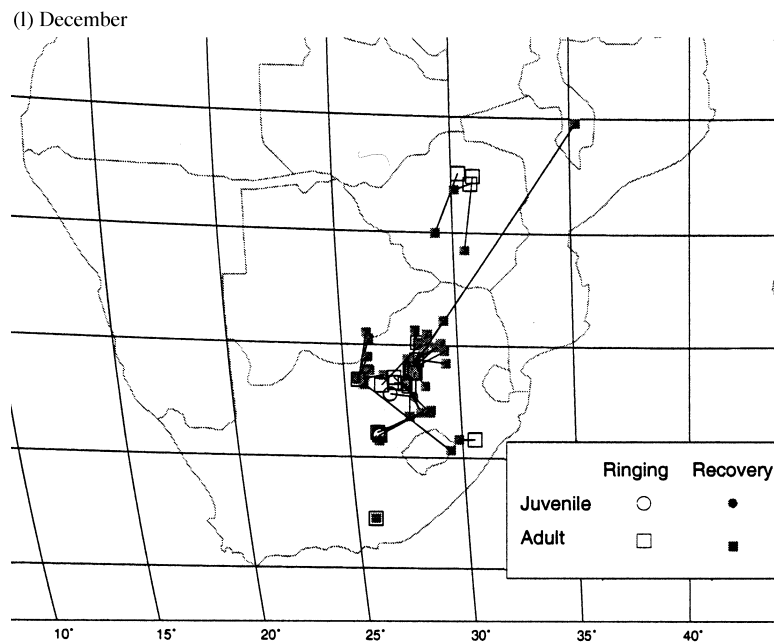 (l) December
Ringing Recovery
Juvenile
Adult
10° 15° 20° 25° 30° 35° 40°